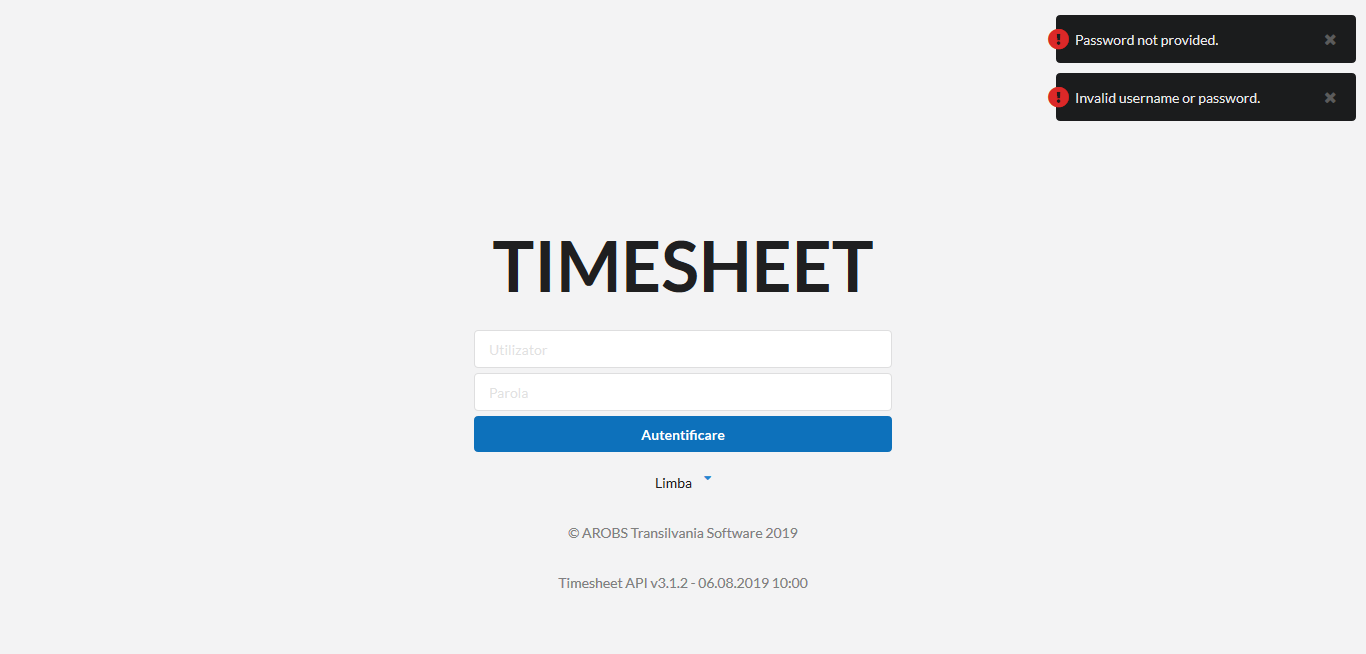 Password not provided.
Invalid username or password.
TIMESHEET
Utilizator
Parola
Autentificare
Limba
© AROBS Transilvania Software 2019
Timesheet API v3.1.2 - 06.08.2019 10:00